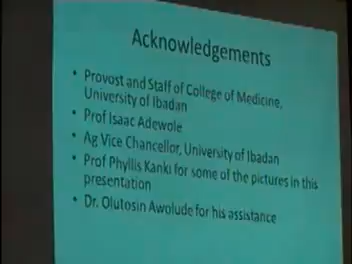 Acknowledgements
• Provost and Staff of College of Medicine,
University of Ibadan
• Prof Isaac Adewole
• Ag Vice Chancellor, University of Ibadan
• Prof Phyllis Kanki for some of the pictures in this
presentation
• Dr. Olutosin Awolude for his assistance